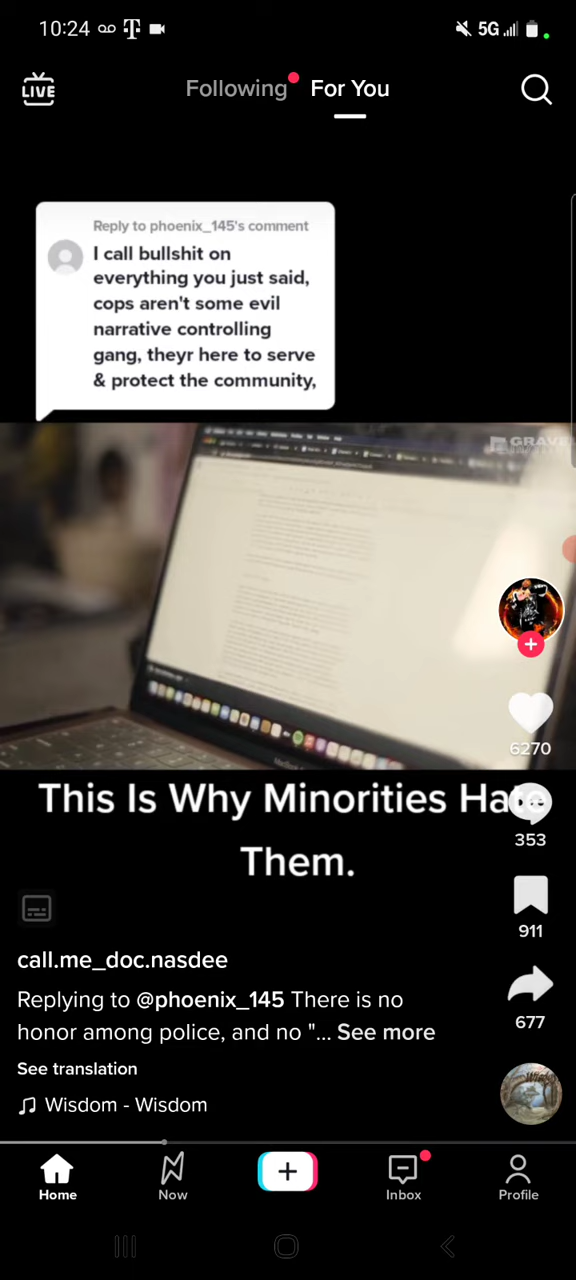 10:24
5G
LIVE
Following
For You
Reply to phoenix_145's comment
I call bullshit on
everything you just said,
cops aren't some evil
narrative controlling
gang, theyr here to serve
& protect the community,
This Is Why Minorities Hate
Them.
6270
353
911
677
call.me_doc.nasdee
Replying to @phoenix_145 There is no
honor among police, and no "... See more
See translation
Wisdom - Wisdom
Home
Now
Inbox
Profile